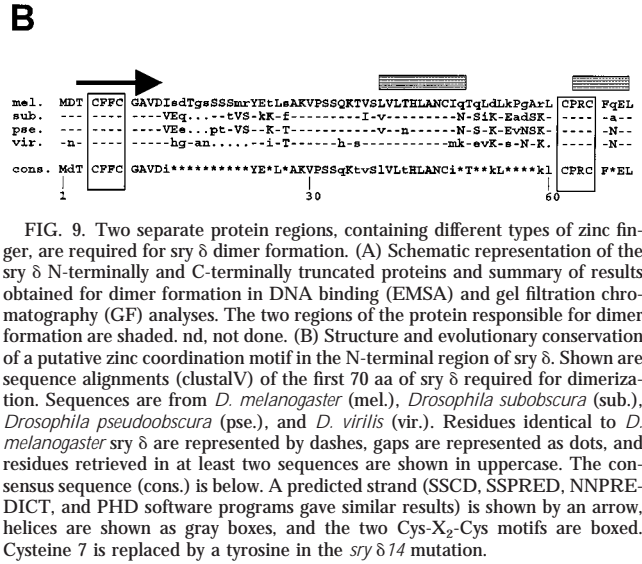 B
mel. MDT CFFC GAVDIsdTgsSSSmrYEtLsAKVPSSQKTVSLVLTHLANCIqTqLdLkPgArL CPRC FqEL
sub. --- ---- ----VEq....-tVS-kK-f-----------I--v---------N-SiK-EadSK- ---- -a--
pse. --- ---- ----VEe...pt-VS-K-T-------------v--n------N-SK-EvNSK- ---- -N--
vir. -n- ---- -----hg-an....-i---K-T----h-s------------mk-svK-s-N-K. ---- -N--
cons. MdT CFFC GAVDi**********YE*L*AKVPSSqKtvSlVLtHLANCi*T**kL****kl CPRC F*EL
1 30 60
FIG. 9. Two separate protein regions, containing different types of zinc fin-
ger, are required for sry δ dimer formation. (A) Schematic representation of the
sry δ N-terminally and C-terminally truncated proteins and summary of results
obtained for dimer formation in DNA binding (EMSA) and gel filtration chro-
matography (GF) analyses. The two regions of the protein responsible for dimer
formation are shaded. nd, not done. (B) Structure and evolutionary conservation
of a putative zinc coordination motif in the N-terminal region of sry δ. Shown are
sequence alignments (clustalV) of the first 70 aa of sry δ required for dimeriza-
tion. Sequences are from D. melanogaster (mel.), Drosophila subobscura (sub.),
Drosophila pseudoobscura (pse.), and D. virilis (vir.). Residues identical to D.
melanogaster sry δ are represented by dashes, gaps are represented as dots, and
residues retrieved in at least two sequences are shown in uppercase. The con-
sensus sequence (cons.) is below. A predicted strand (SSCD, SSPRED, NNPRE-
DICT, and PHD software programs gave similar results) is shown by an arrow,
helices are shown as gray boxes, and the two Cys-X₂-Cys motifs are boxed.
Cysteine 7 is replaced by a tyrosine in the sry δ14 mutation.